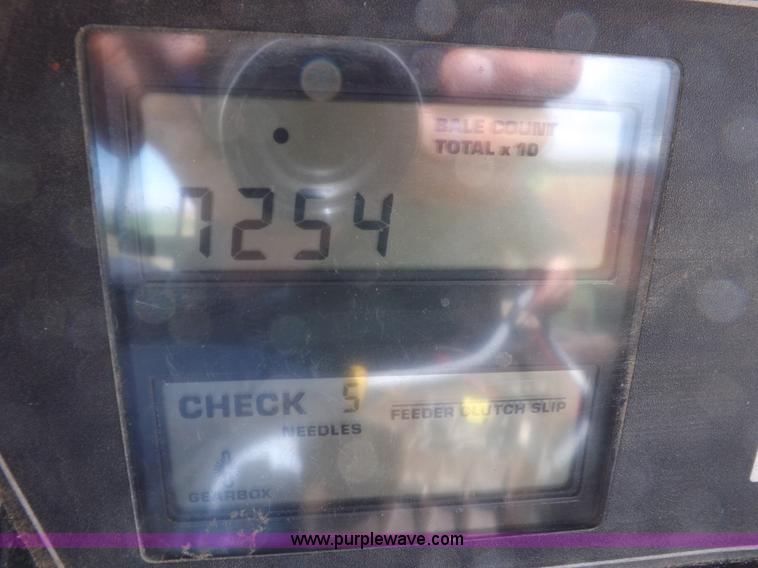 BALE COUNT
TOTAL x 10
7254
CHECK 5
FEEDER CLUTCH SLIP
NEEDLES
GEARBOX
www.purplewave.com